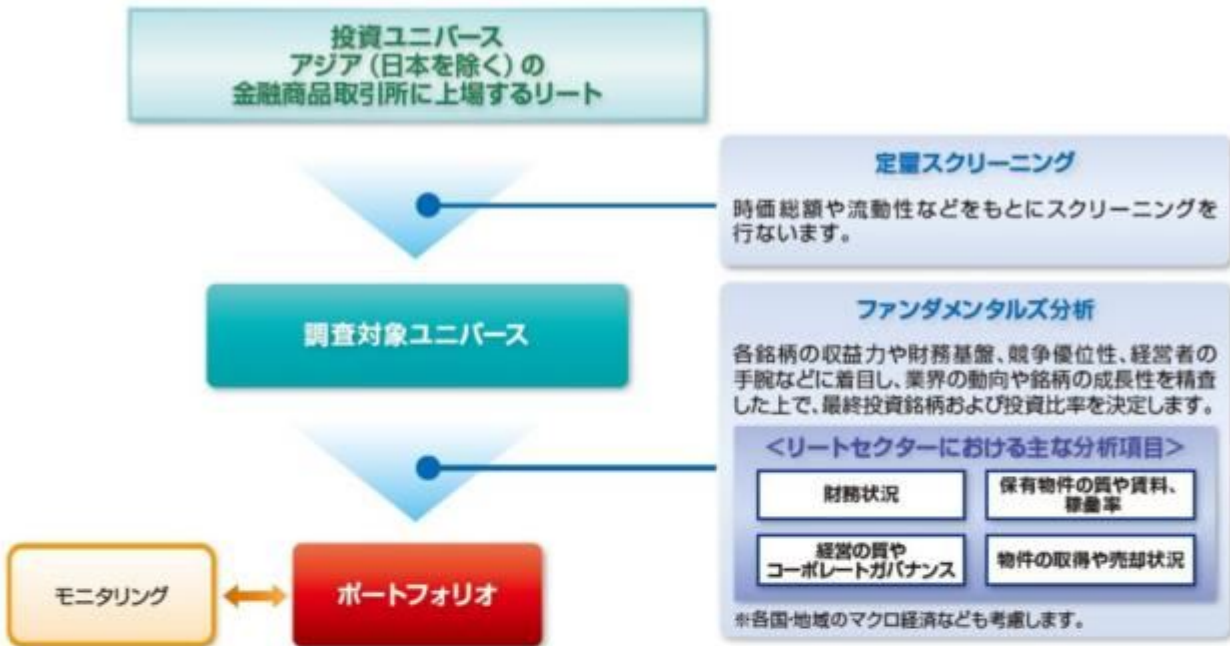 投資ユニバース
アジア(日本を除く)の
金融商品取引所に上場するリート
定量スクリーニング
時価総額や流動性などをもとにスクリーニングを
行ないます。
調査対象ユニバース
ファンダメンタルズ分析
各銘柄の収益力や財務基盤、競争優位性、経営者の
手腕などに着目し、業界の動向や銘柄の成長性を精査
した上で、最終投資銘柄および投資比率を決定します。
<リートセクターにおける主な分析項目>
財務状況
保有物件の質や賃料、
稼働率
経営の質や
コーポレートガバナンス
物件の取得や売却状況
※各国・地域のマクロ経済なども考慮します。
モニタリング
ポートフォリオ